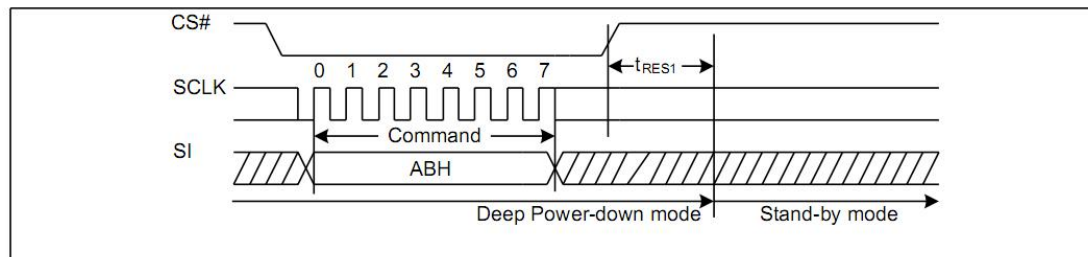 CS#
tRES1
0 1 2 3 4 5 6 7
SCLK
Command
SI
ABH
Deep Power-down mode Stand-by mode